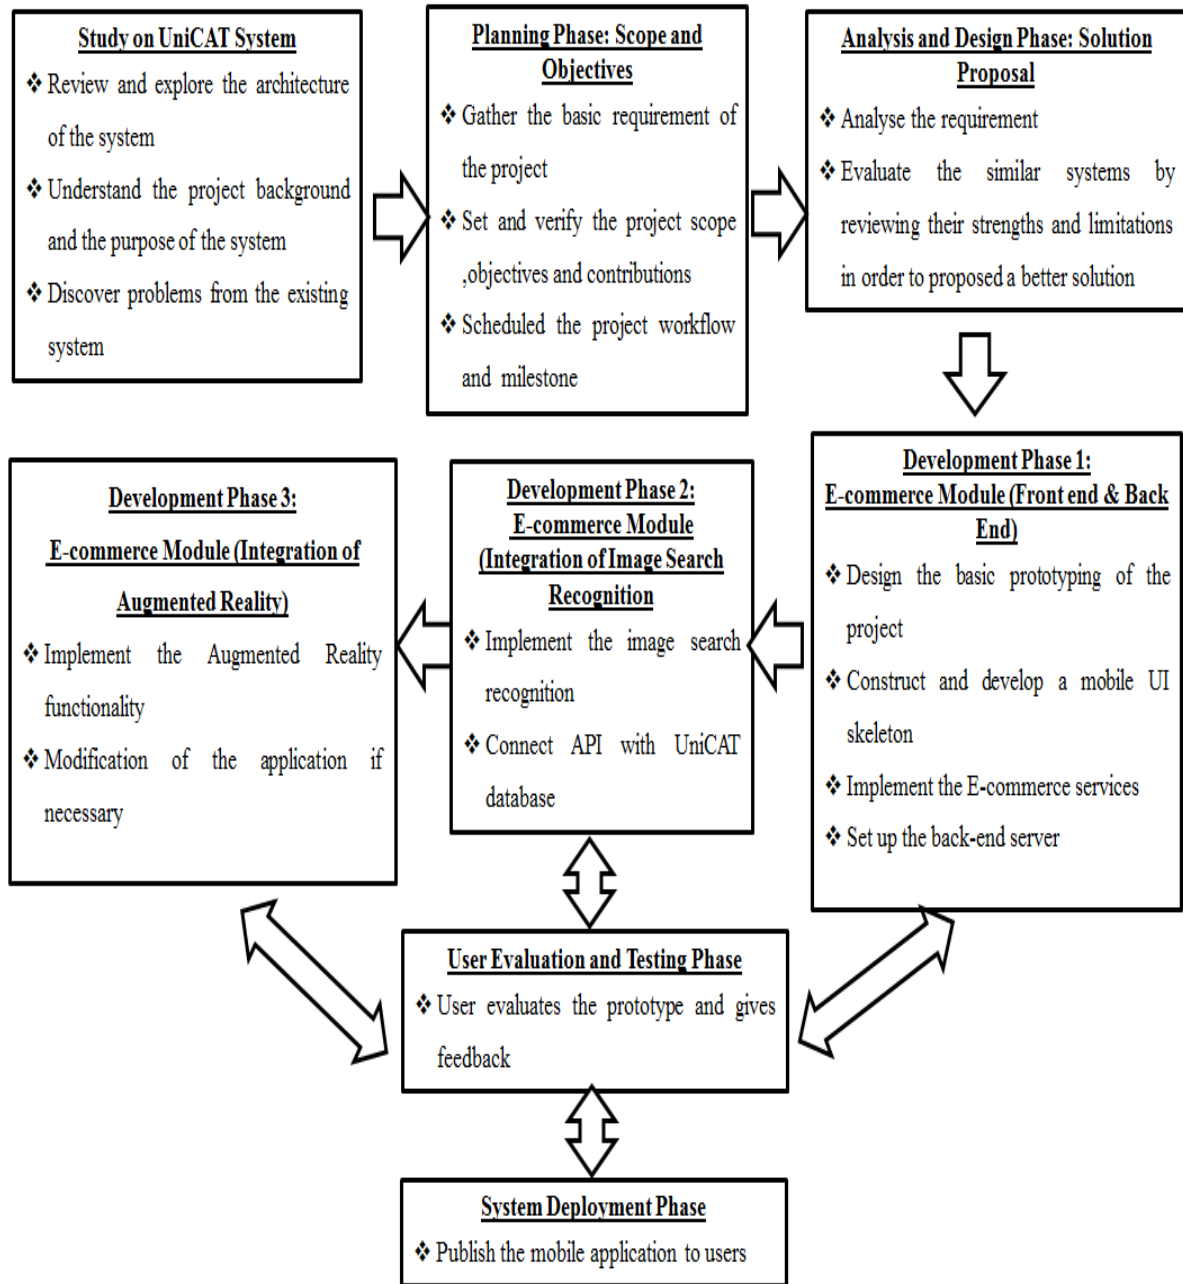 Study on UniCAT System
❖ Review and explore the architecture
of the system
❖ Understand the project background
and the purpose of the system
❖ Discover problems from the existing
system
Planning Phase: Scope and
Objectives
❖ Gather the basic requirement of
the project
❖ Set and verify the project scope
,objectives and contributions
❖ Scheduled the project workflow
and milestone
Analysis and Design Phase: Solution
Proposal
❖ Analyse the requirement
❖ Evaluate the similar systems by
reviewing their strengths and limitations
in order to proposed a better solution
Development Phase 1:
E-commerce Module (Front end & Back
End)
❖ Design the basic prototyping of the
project
❖ Construct and develop a mobile UI
skeleton
❖ Implement the E-commerce services
❖ Set up the back-end server
Development Phase 2:
E-commerce Module
(Integration of Image Search
Recognition
❖ Implement the image search
recognition
❖ Connect API with UniCAT
database
Development Phase 3:
E-commerce Module (Integration of
Augmented Reality)
❖ Implement the Augmented Reality
functionality
❖ Modification of the application if
necessary
User Evaluation and Testing Phase
❖ User evaluates the prototype and gives
feedback
System Deployment Phase
❖ Publish the mobile application to users